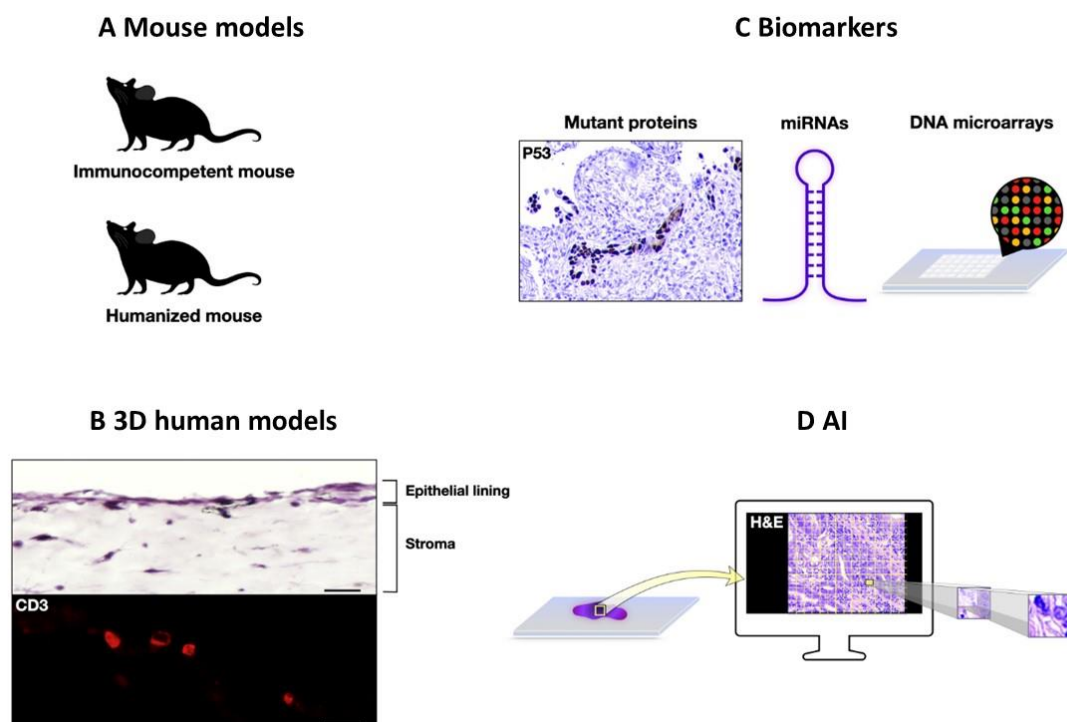 A Mouse models
Immunocompetent mouse
Humanized mouse
C Biomarkers
Mutant proteins
miRNAs
DNA microarrays
P53
B 3D human models
Epithelial lining
Stroma
CD3
D AI
H&E